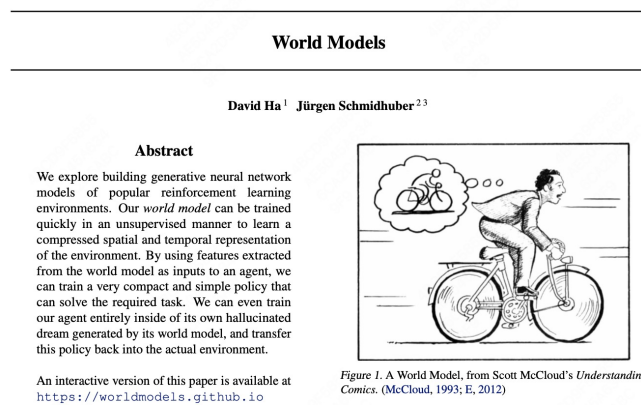 World Models
David Ha 1 Jürgen Schmidhuber 2 3
Abstract
We explore building generative neural network
models of popular reinforcement learning
environments. Our world model can be trained
quickly in an unsupervised manner to learn a
compressed spatial and temporal representation
of the environment. By using features extracted
from the world model as inputs to an agent, we
can train a very compact and simple policy that
can solve the required task. We can even train
our agent entirely inside of its own hallucinated
dream generated by its world model, and transfer
this policy back into the actual environment.
An interactive version of this paper is available at
https://worldmodels.github.io
Figure 1. A World Model, from Scott McCloud's Understandin
Comics. (McCloud, 1993; E, 2012)